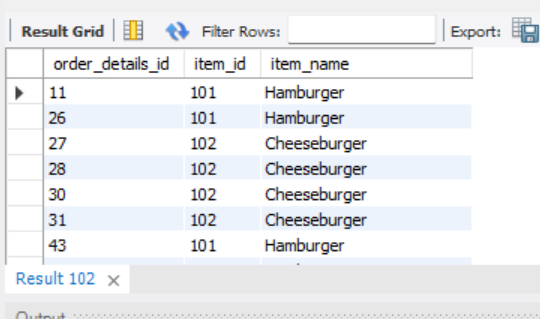 Result Grid Filter Rows: Export:
order_details_id item_id item_name
11 101 Hamburger
26 101 Hamburger
27 102 Cheeseburger
28 102 Cheeseburger
30 102 Cheeseburger
31 102 Cheeseburger
43 101 Hamburger
Result 102 ×
Output